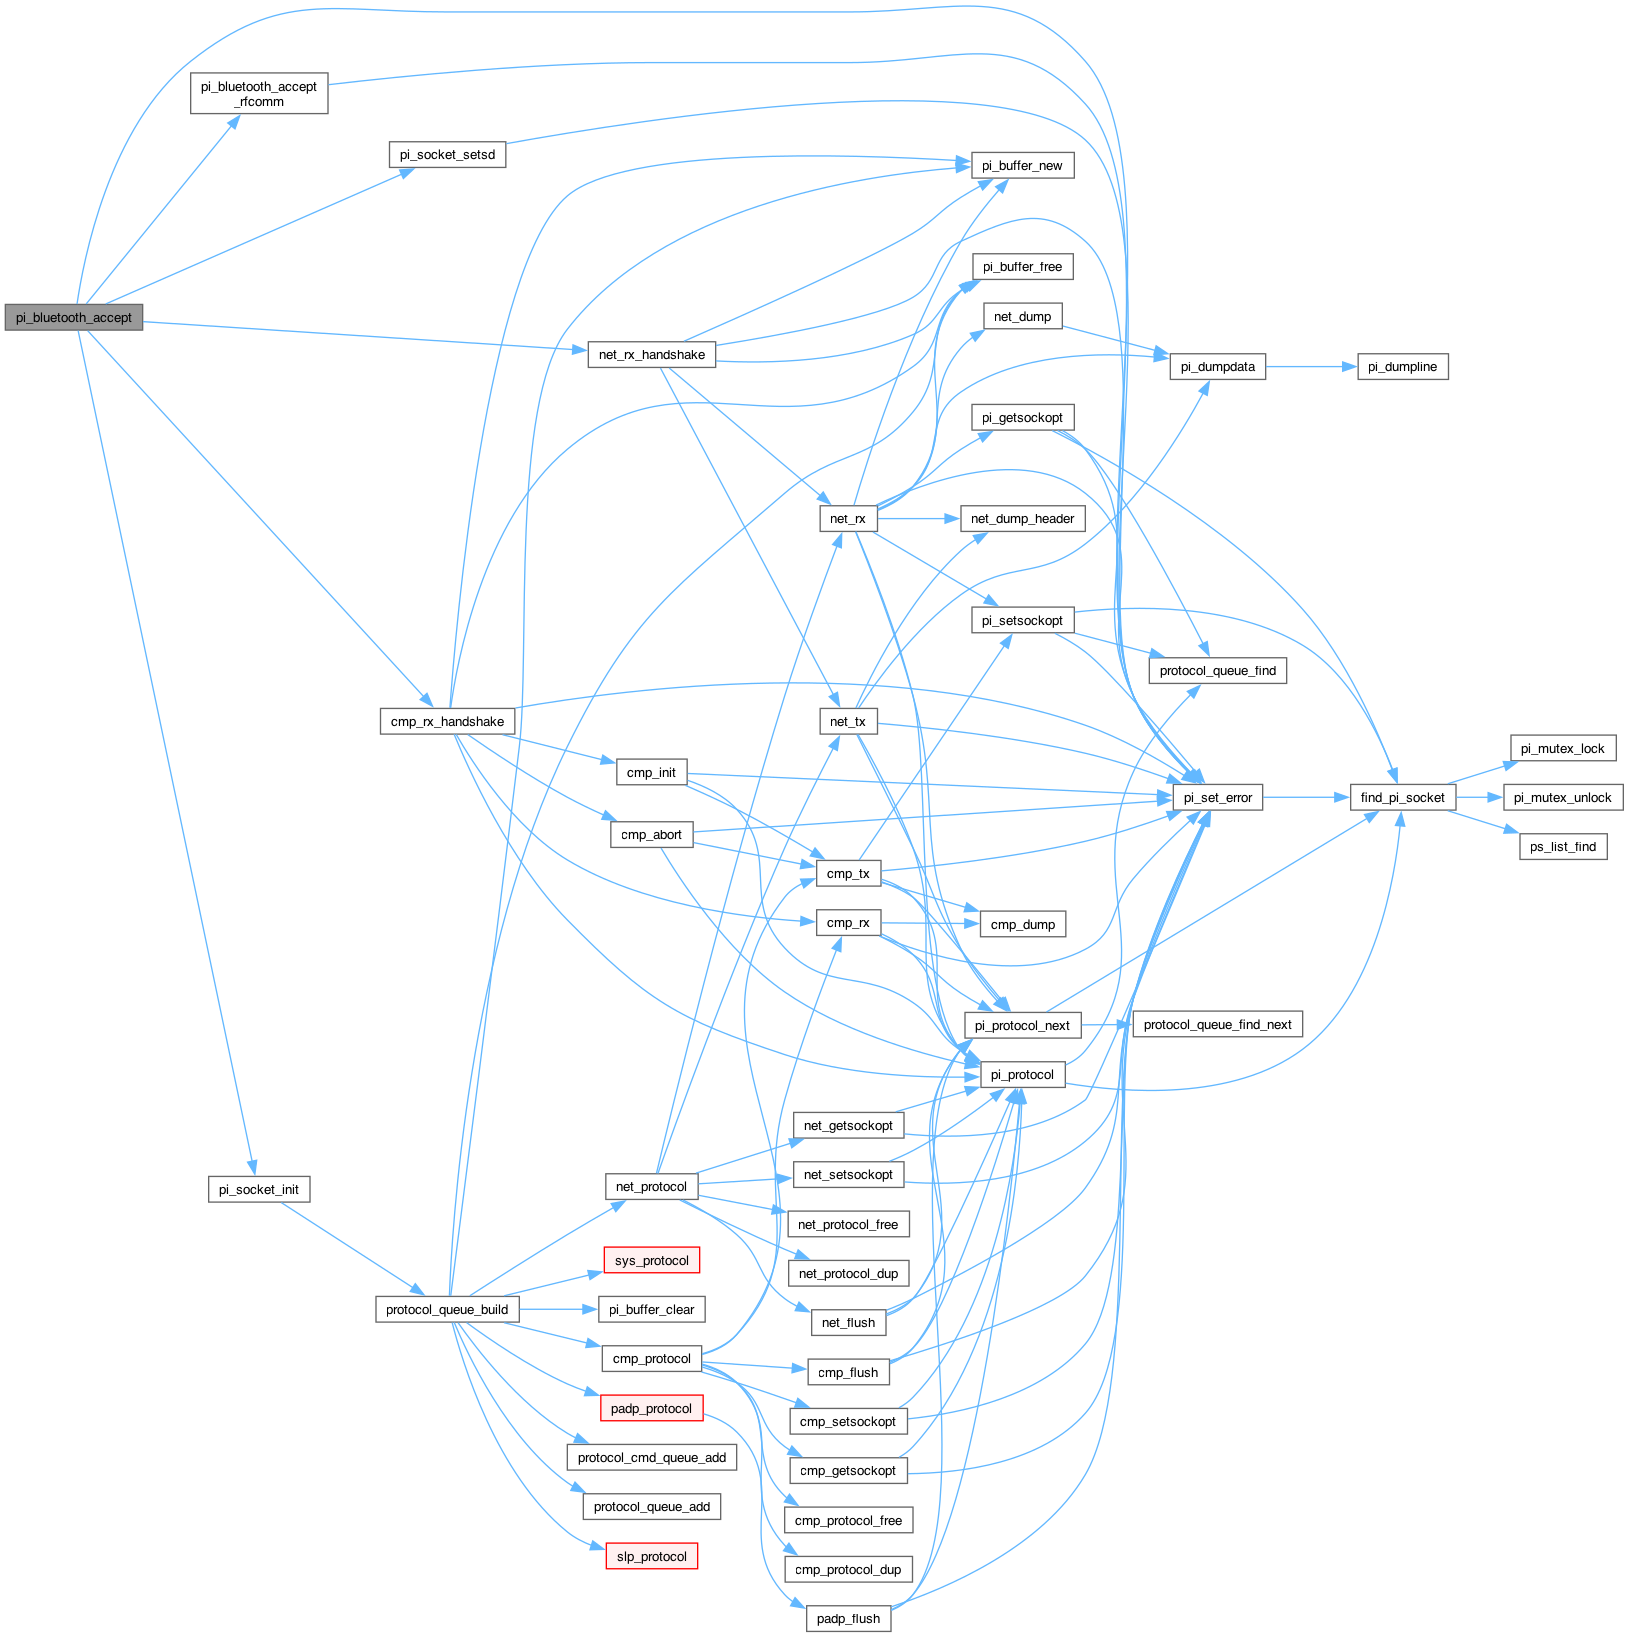 pi_bluetooth_accept
pi_bluetooth_accept
_rfcomm
pi_socket_setsd
net_rx_handshake
cmp_rx_handshake
pi_socket_init
protocol_queue_build
cmp_init
cmp_abort
net_protocol
sys_protocol
pi_buffer_clear
cmp_protocol
padp_protocol
protocol_cmd_queue_add
protocol_queue_add
slp_protocol
net_rx
net_tx
cmp_tx
cmp_rx
net_getsockopt
net_setsockopt
net_protocol_free
net_protocol_dup
net_flush
cmp_flush
cmp_setsockopt
cmp_getsockopt
cmp_protocol_free
cmp_protocol_dup
padp_flush
pi_buffer_new
pi_buffer_free
net_dump
pi_getsockopt
net_dump_header
pi_setsockopt
cmp_dump
pi_protocol_next
pi_protocol
pi_dumpdata
protocol_queue_find
pi_set_error
protocol_queue_find_next
pi_dumpline
find_pi_socket
pi_mutex_lock
pi_mutex_unlock
ps_list_find